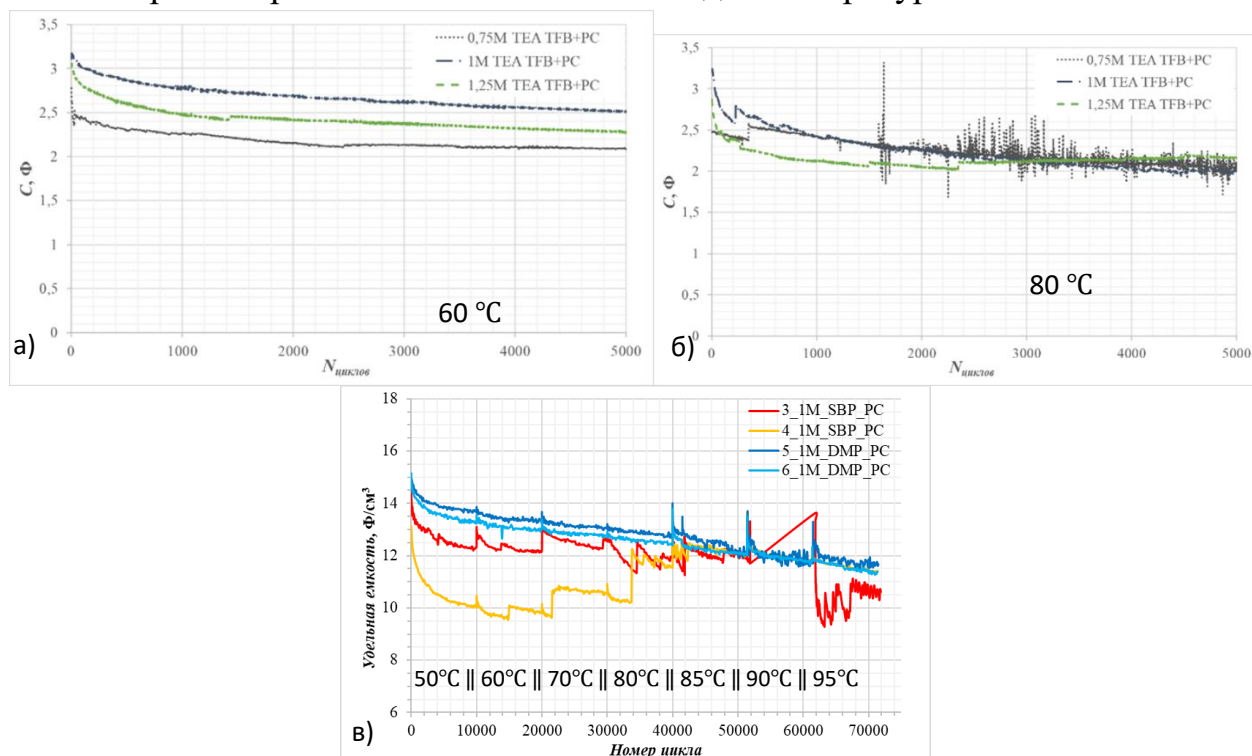 3,5
3
2,5
2
1,5
1
0,5
0
C, Ф
0,75M TEA TFB+PC
1M TEA TFB+PC
1,25M TEA TFB+PC
60 °C
0 1000 2000 3000 4000 5000
Nциклов
а)
3,5
3
2,5
2
1,5
1
0,5
0
C, Ф
0,75M TEA TFB+PC
1M TEA TFB+PC
1,25M TEA TFB+PC
80 °C
0 1000 2000 3000 4000 5000
Nциклов
б)
18
16
14
12
10
8
6
Удельная емкость, Ф/см³
3_1M_SBP_PC
4_1M_SBP_PC
5_1M_DMP_PC
6_1M_DMP_PC
50°C || 60°C || 70°C || 80°C || 85°C || 90°C || 95°C
0 10000 20000 30000 40000 50000 60000 70000
Номер цикла
в)